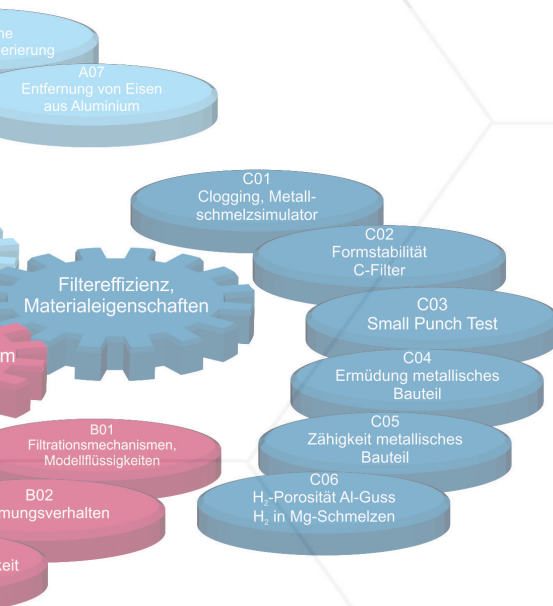 A07
Entfernung von Eisen
aus Aluminium
C01
Clogging, Metall-
schmelzsimulator
C02
Formstabilität
C-Filter
Filtereffizienz,
Materialeigenschaften
C03
Small Punch Test
C04
Ermüdung metallisches
Bauteil
C05
Zähigkeit metallisches
Bauteil
B01
Filtrationsmechanismen,
Modellflüssigkeiten
C06
H₂-Porosität Al-Guss
H₂ in Mg-Schmelzen
B02